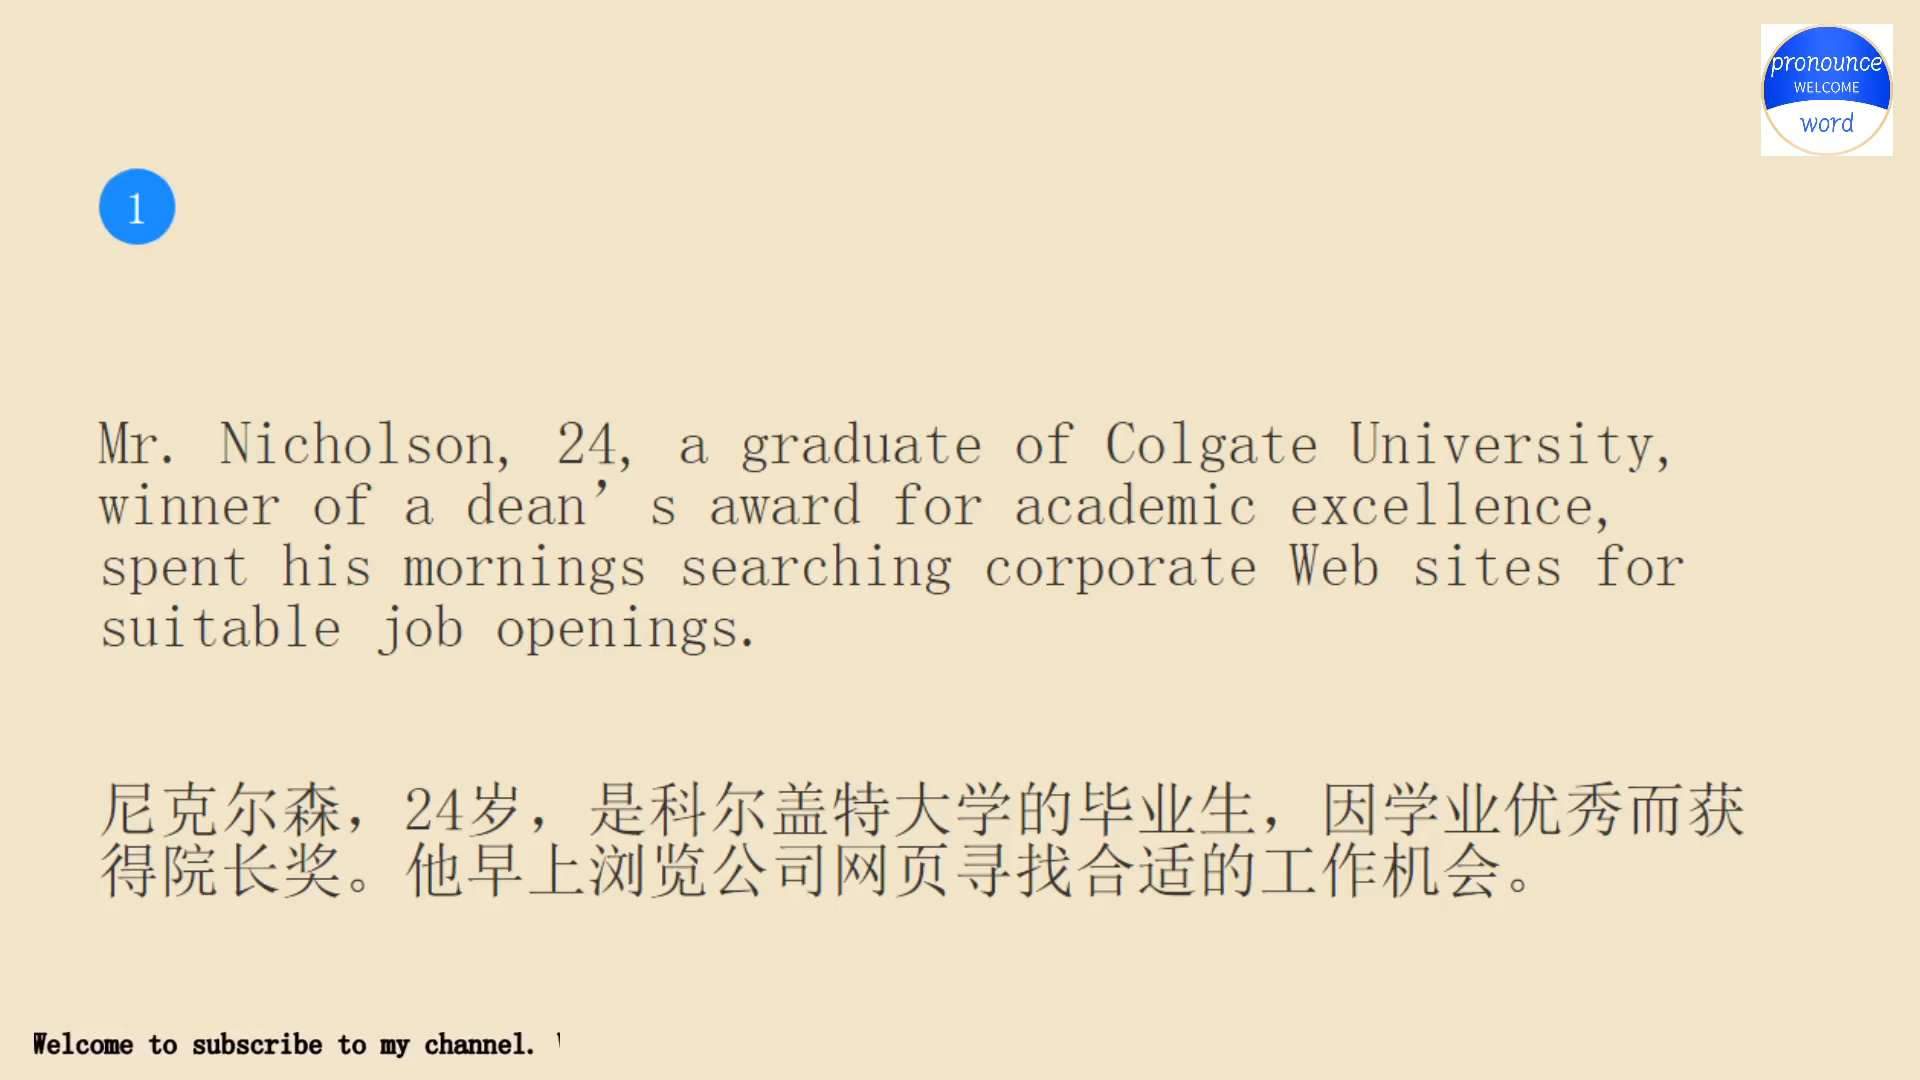 pronounce
WELCOME
word
1
Mr. Nicholson, 24, a graduate of Colgate University,
winner of a dean’s award for academic excellence,
spent his mornings searching corporate Web sites for
suitable job openings.
尼克尔森，24岁，是科尔盖特大学的毕业生，因学业优秀而获
得院长奖。他早上浏览公司网页寻找合适的工作机会。
Welcome to subscribe to my channel.